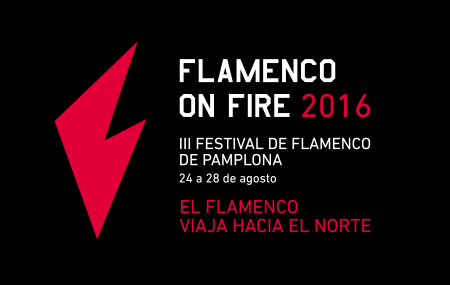 FLAMENCO
ON FIRE 2016
III FESTIVAL DE FLAMENCO
DE PAMPLONA
24 a 28 de agosto
EL FLAMENCO
VIAJA HACIA EL NORTE